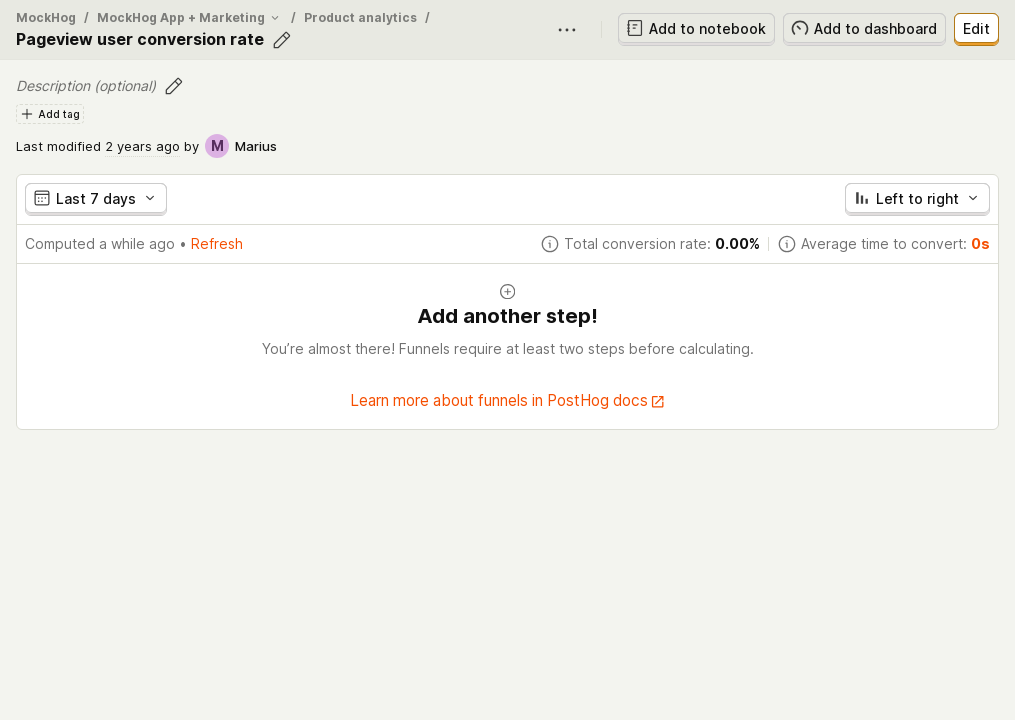 MockHog / MockHog App + Marketing / Product analytics /
Pageview user conversion rate
Add to notebook
Add to dashboard
Edit
Description (optional)
Add tag
Last modified 2 years ago by M Marius
Last 7 days
Left to right
Computed a while ago • Refresh
Total conversion rate: 0.00%
Average time to convert: 0s
Add another step!
You’re almost there! Funnels require at least two steps before calculating.
Learn more about funnels in PostHog docs